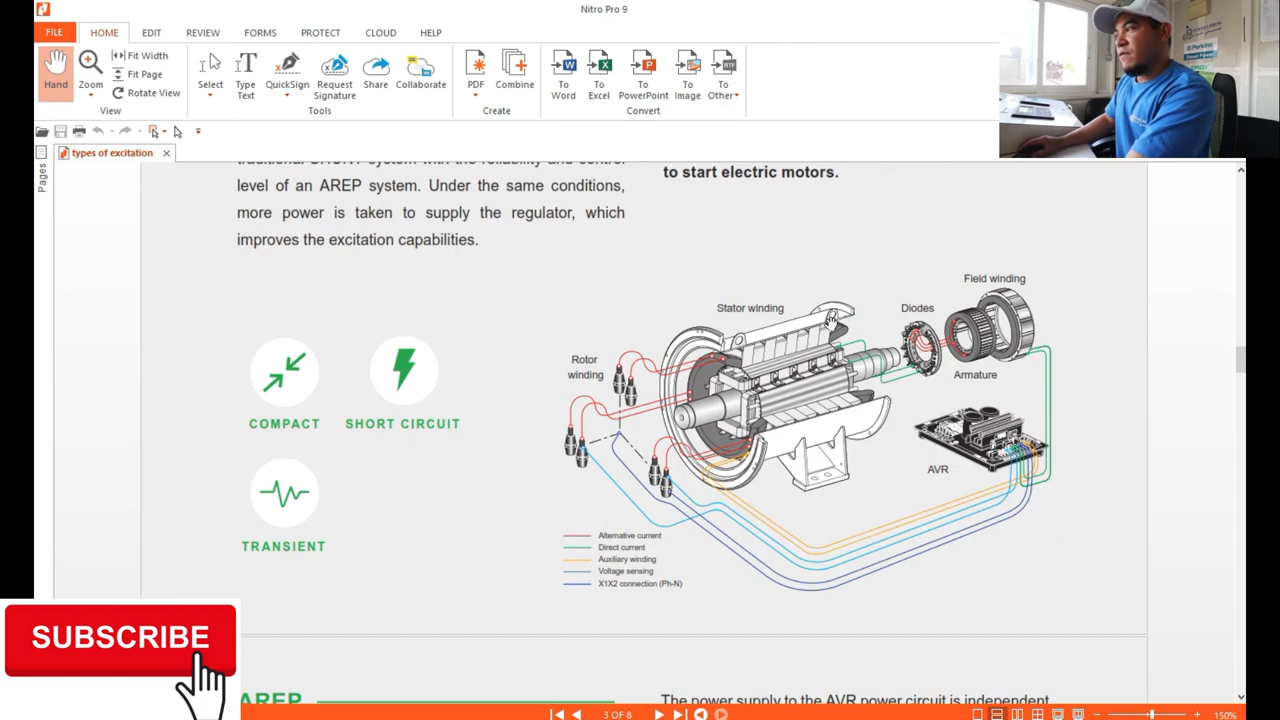 Nitro Pro 9
FILE HOME EDIT REVIEW FORMS PROTECT CLOUD HELP
Hand
Zoom
Fit Width
Fit Page
Rotate View
Select
Type Text
QuickSign
Request Signature
Share
Collaborate
PDF
Combine
To Word
To Excel
To PowerPoint
To Image
To Other
View
Tools
Create
Convert
Perkins
types of excitation
Pages
level of an AREP system. Under the same conditions,
more power is taken to supply the regulator, which
improves the excitation capabilities.
to start electric motors.
COMPACT
SHORT CIRCUIT
TRANSIENT
Field winding
Stator winding
Diodes
Rotor
winding
Armature
AVR
Alternative current
Direct current
Auxiliary winding
Voltage sensing
X1X2 connection (Ph-N)
SUBSCRIBE
AREP
The power supply to the AVR power circuit is independent
3 OF 8
150%